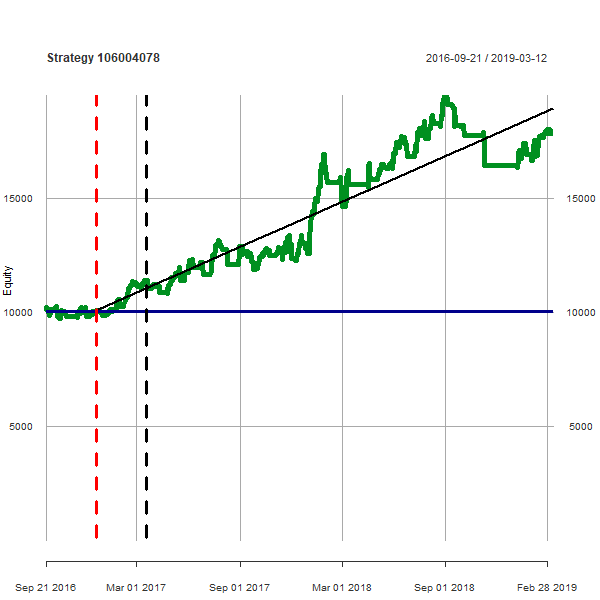 Strategy 106004078 2016-09-21 / 2019-03-12
15000 15000
Equity
10000 10000
5000 5000
Sep 21 2016 Mar 01 2017 Sep 01 2017 Mar 01 2018 Sep 01 2018 Feb 28 2019